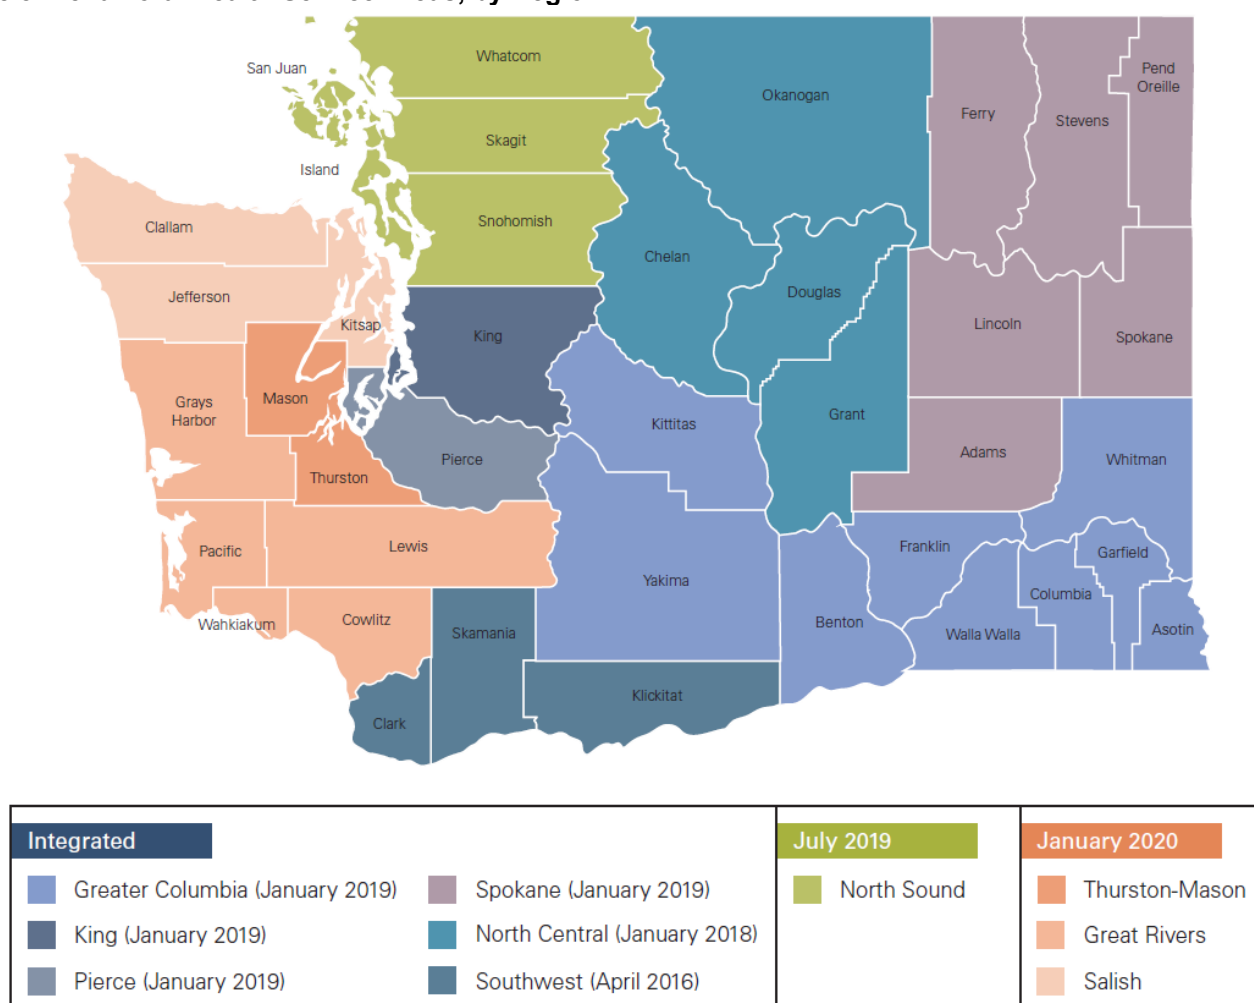 Whatcom
San Juan
Okanogan
Pend
Oreille
Ferry
Stevens
Skagit
Island
Snohomish
Clallam
Chelan
Douglas
Jefferson
Kitsap
King
Lincoln
Spokane
Mason
Grays
Harbor
Kittitas
Grant
Pierce
Adams
Whitman
Thurston
Pacific
Lewis
Franklin
Garfield
Yakima
Columbia
Wahkiakum
Cowlitz
Skamania
Benton
Walla Walla
Asotin
Klickitat
Clark
Integrated
Greater Columbia (January 2019)
King (January 2019)
Pierce (January 2019)
Spokane (January 2019)
North Central (January 2018)
Southwest (April 2016)
July 2019
North Sound
January 2020
Thurston-Mason
Great Rivers
Salish